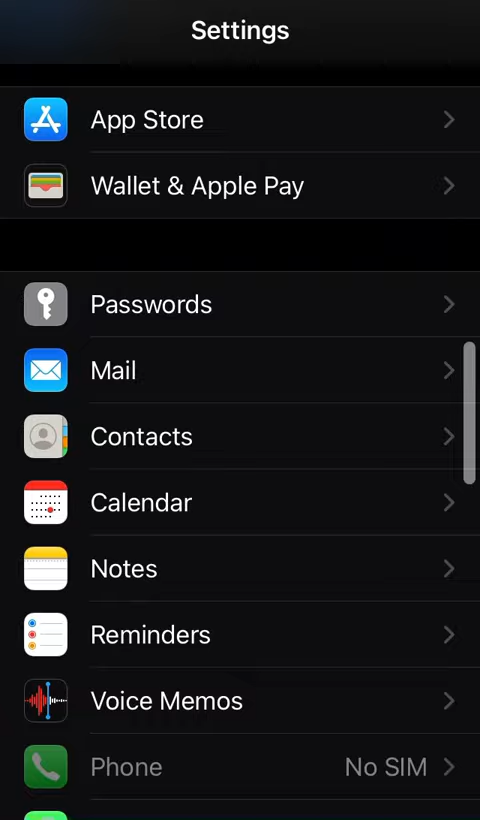 Settings
App Store
Wallet & Apple Pay
Passwords
Mail
Contacts
Calendar
Notes
Reminders
Voice Memos
Phone No SIM